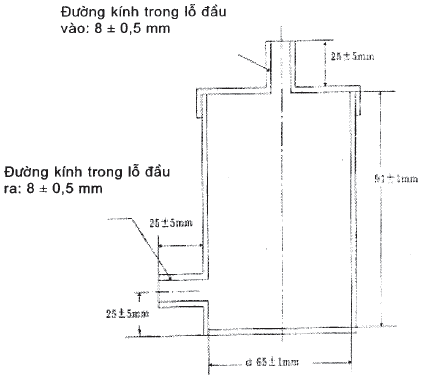 Đường kính trong lỗ đầu
vào: 8 ± 0,5 mm
25±5mm
91±1mm
Đường kính trong lỗ đầu
ra: 8 ± 0,5 mm
25±5mm
25±5mm
d 65±1mm